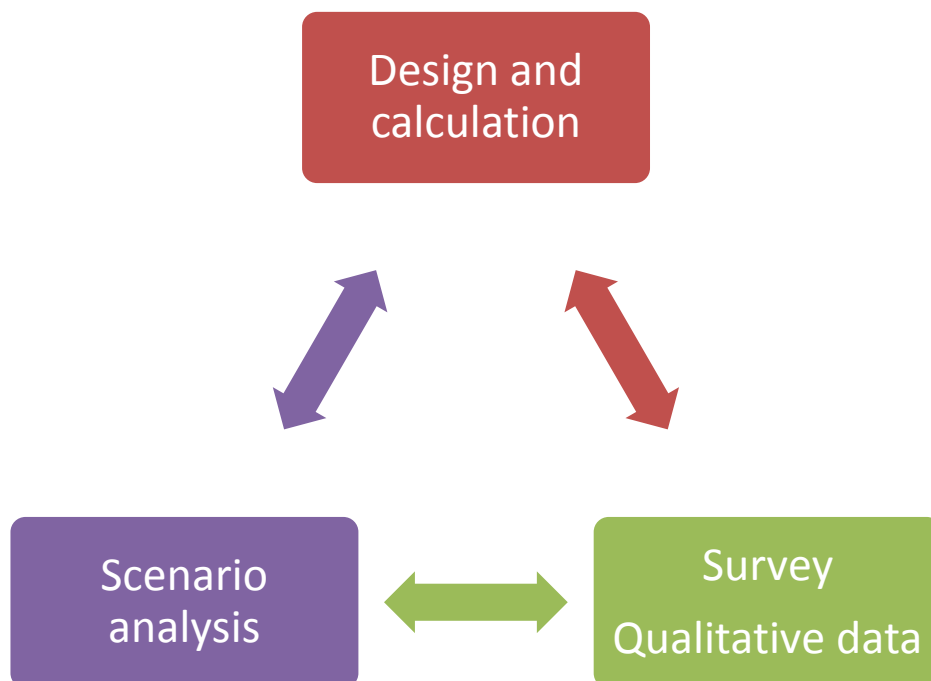 Design and
calculation
Scenario
analysis
Survey
Qualitative data